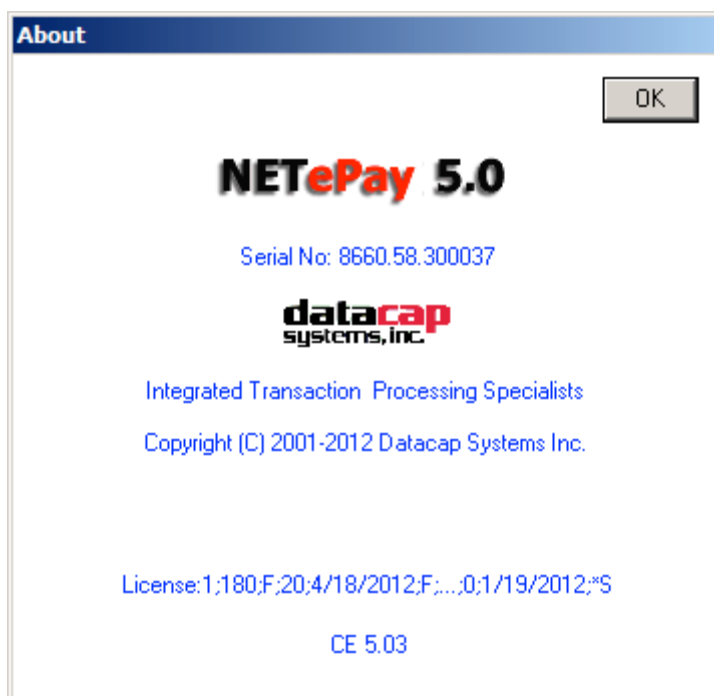 About
OK
NETePay 5.0
Serial No: 8660.58.300037
datacap
systems, inc.
Integrated Transaction Processing Specialists
Copyright (C) 2001-2012 Datacap Systems Inc.
License:1;180;F;20;4/18/2012;F;...;0;1/19/2012;*S
CE 5.03